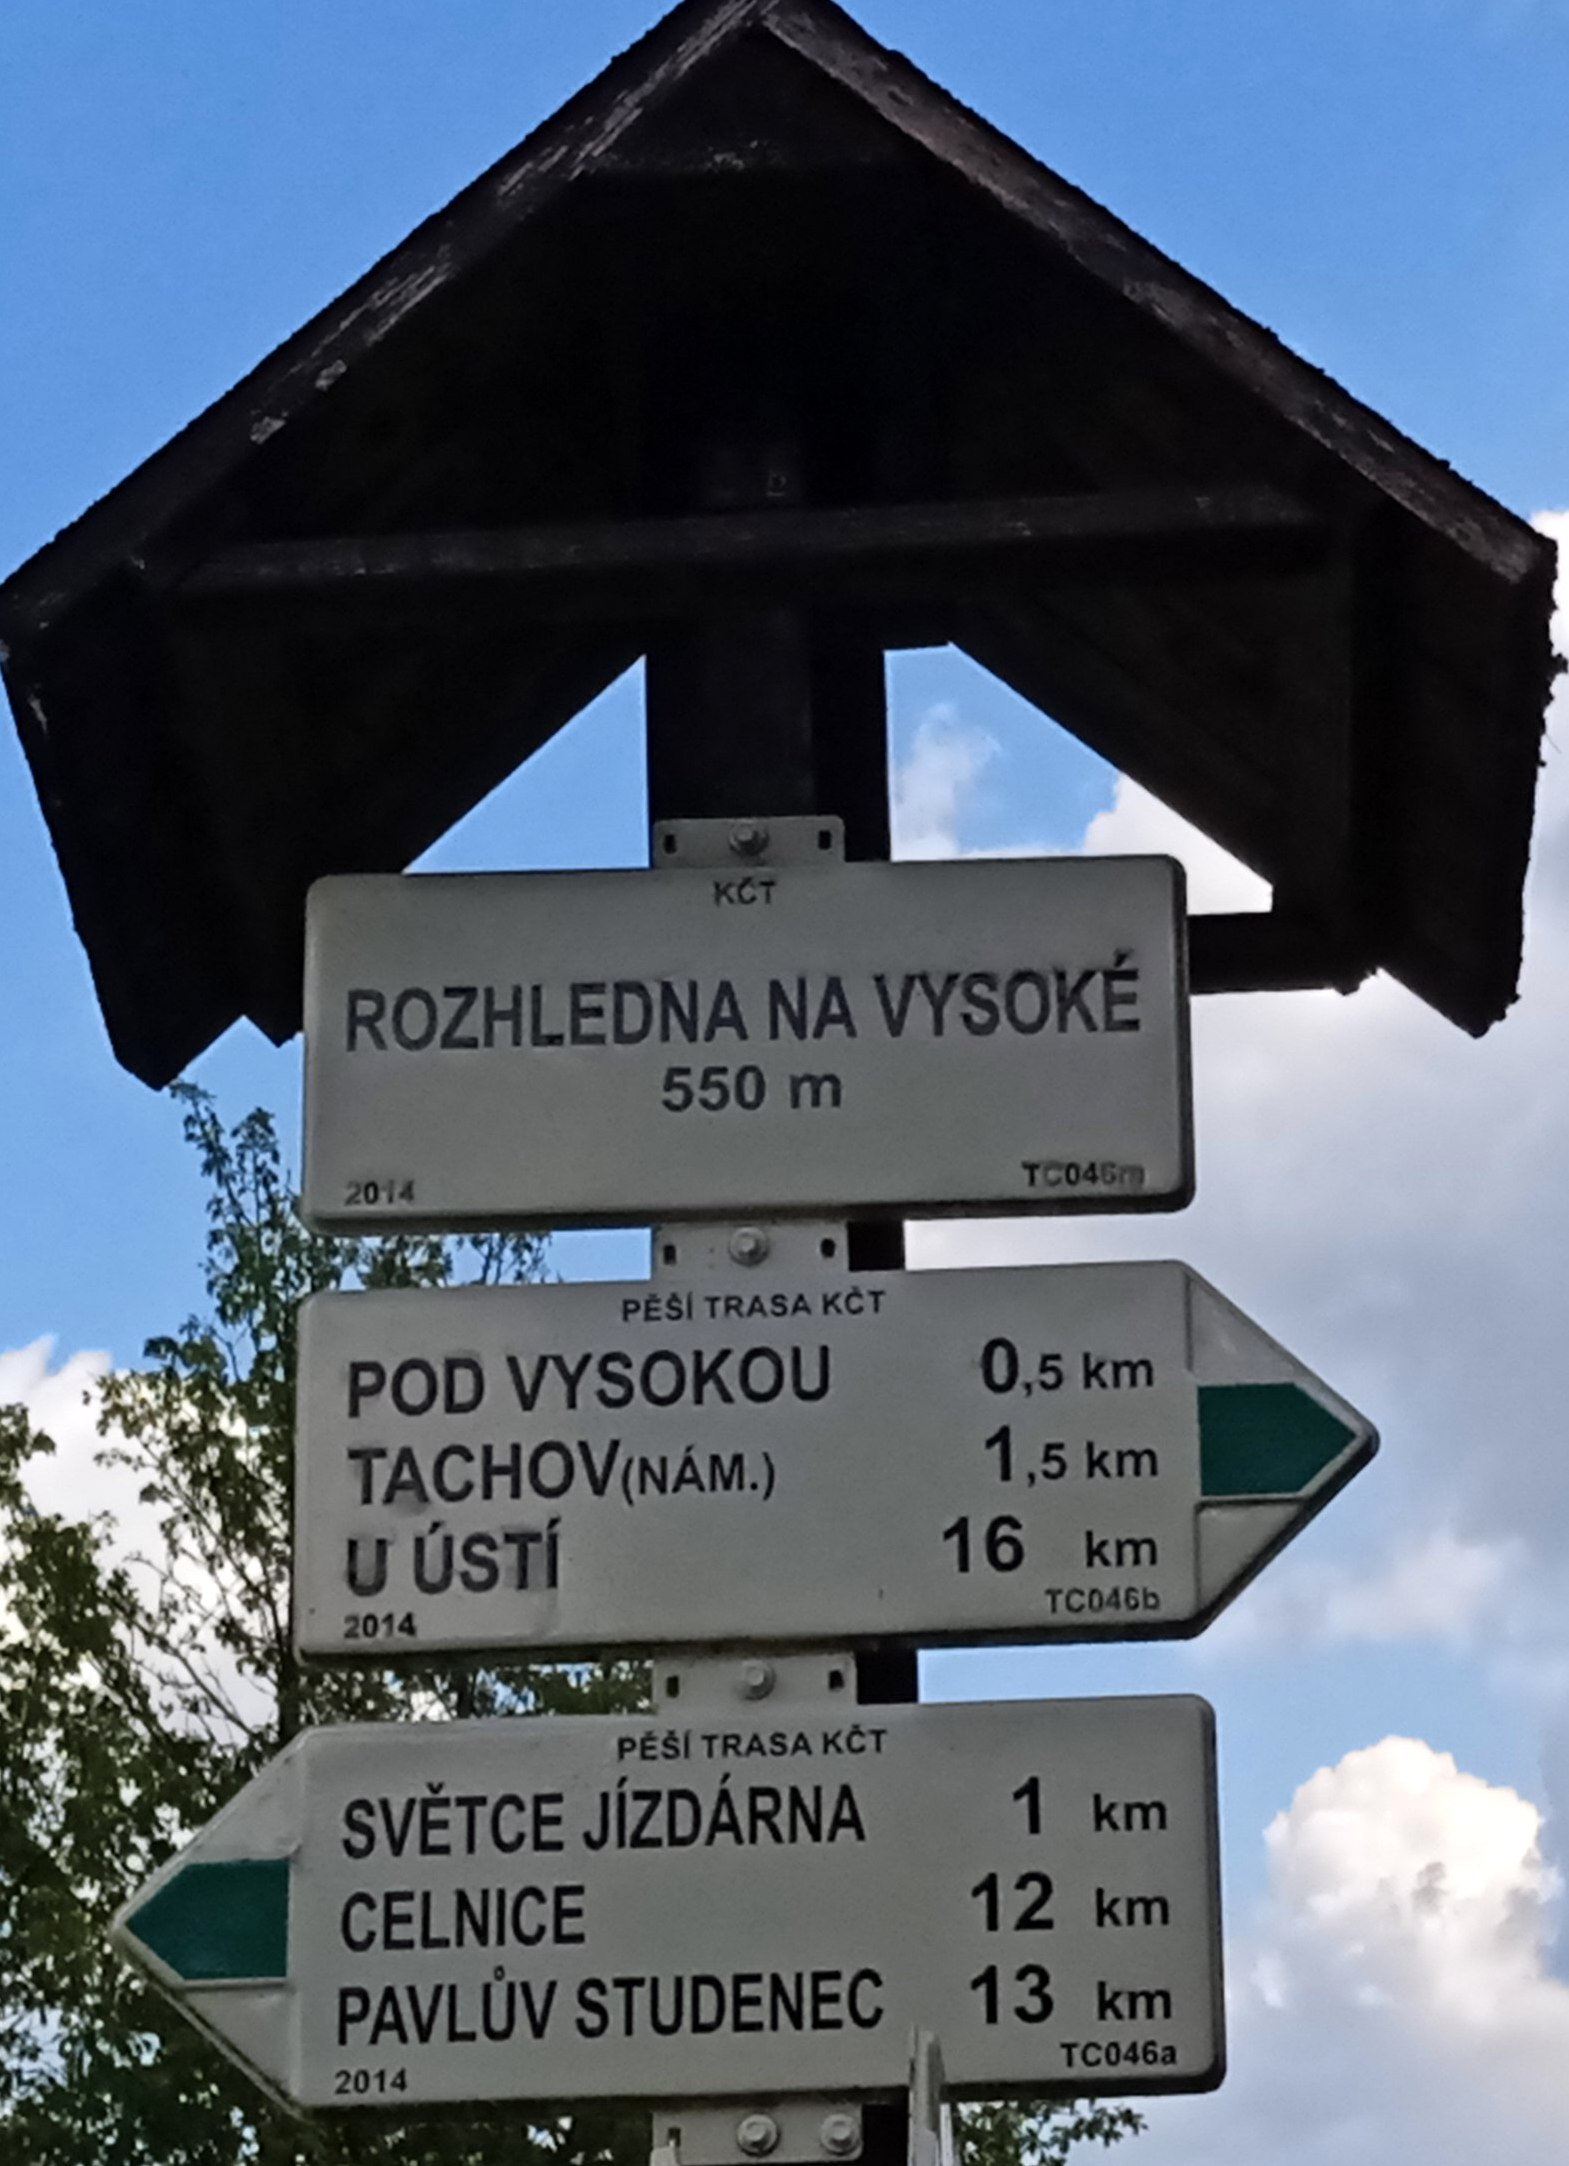 KČT
ROZHLEDNA NA VYSOKÉ
550 m
2014 TC046m
PĚŠÍ TRASA KČT
POD VYSOKOU 0,5 km
TACHOV(NÁM.) 1,5 km
U ÚSTÍ 16 km
2014 TC046b
PĚŠÍ TRASA KČT
SVĚTCE JÍZDÁRNA 1 km
CELNICE 12 km
PAVLŮV STUDENEC 13 km
2014 TC046a